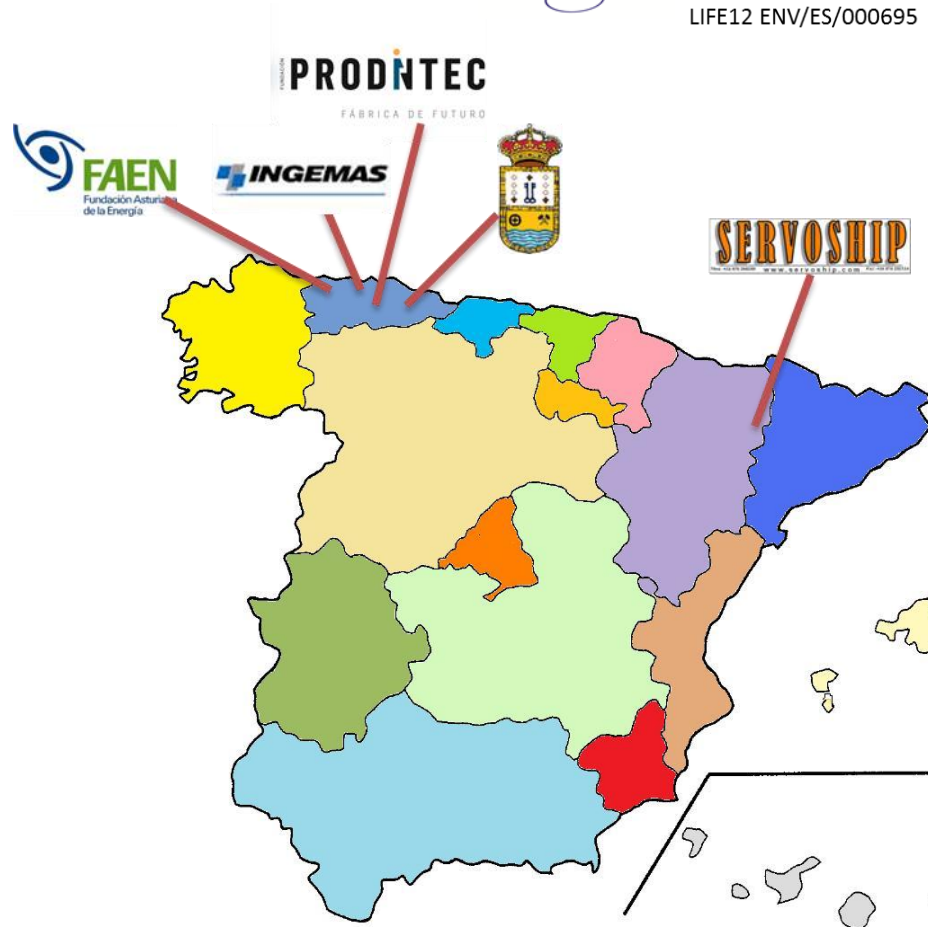 LIFE12 ENV/ES/000695
FUNDACIÓN
PRODINTEC
FÁBRICA DE FUTURO
FAEN
Fundación Asturiana
de la Energía
INGEMAS
SERVOSHIP
www.servoship.com